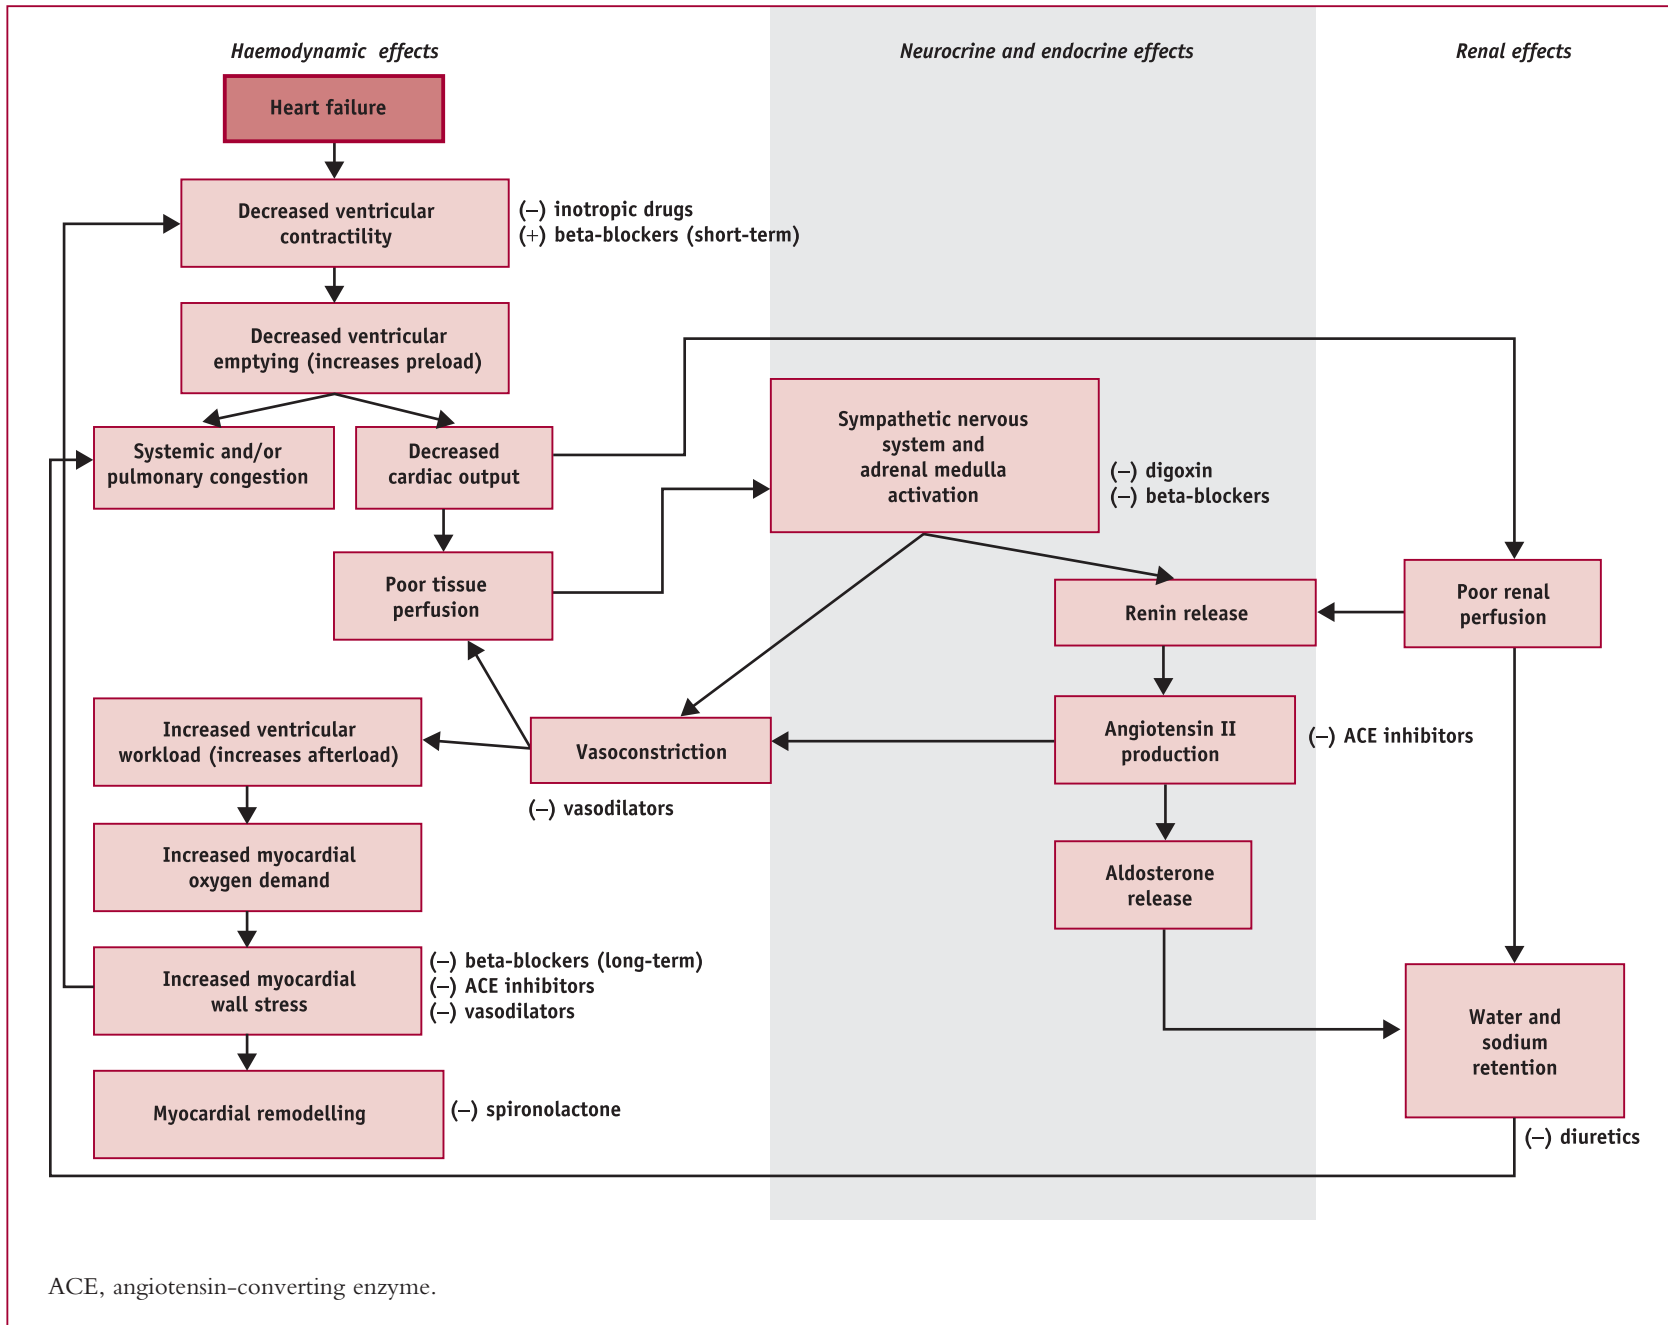 Haemodynamic effects
Neurocrine and endocrine effects
Renal effects
Heart failure
Decreased ventricular
contractility
(–) inotropic drugs
(+) beta-blockers (short-term)
Decreased ventricular
emptying (increases preload)
Systemic and/or
pulmonary congestion
Decreased
cardiac output
Sympathetic nervous
system and
adrenal medulla
activation
(–) digoxin
(–) beta-blockers
Poor tissue
perfusion
Renin release
Poor renal
perfusion
Increased ventricular
workload (increases afterload)
Vasoconstriction
(–) vasodilators
Angiotensin II
production
(–) ACE inhibitors
Increased myocardial
oxygen demand
Aldosterone
release
Increased myocardial
wall stress
(–) beta-blockers (long-term)
(–) ACE inhibitors
(–) vasodilators
Water and
sodium
retention
(–) diuretics
Myocardial remodelling
(–) spironolactone
ACE, angiotensin-converting enzyme.